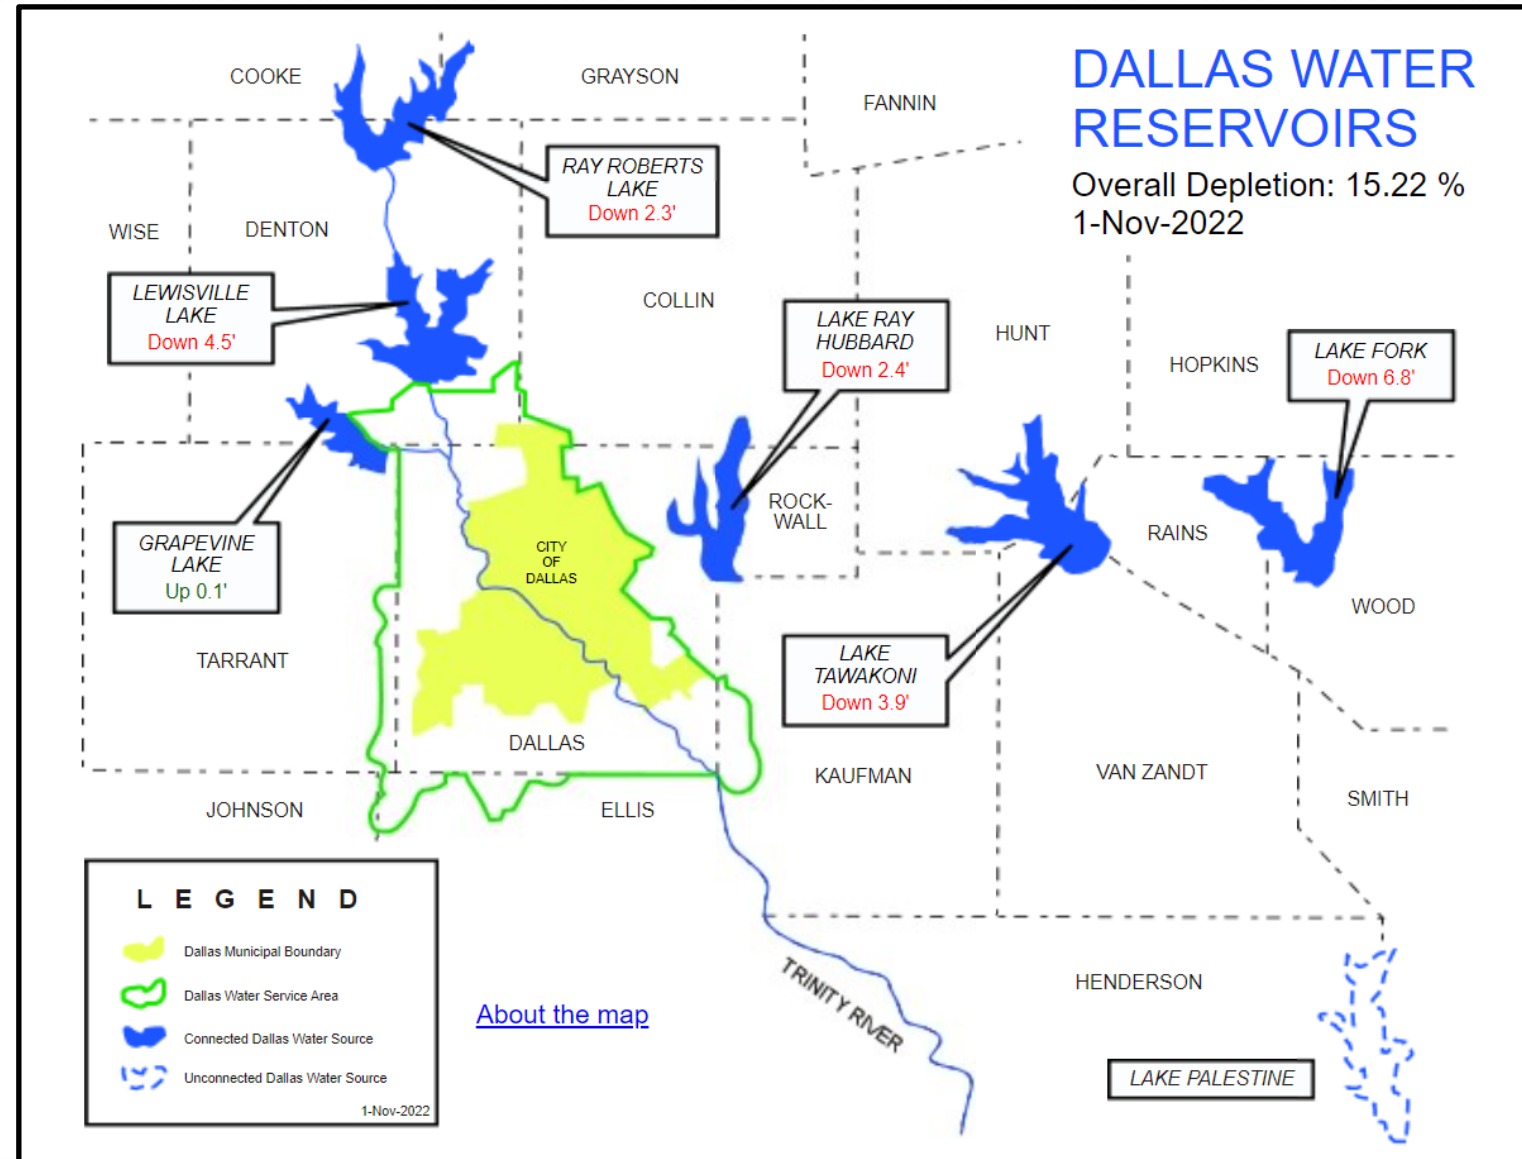 DALLAS WATER
RESERVOIRS
Overall Depletion: 15.22 %
1-Nov-2022
COOKE
GRAYSON
FANNIN
RAY ROBERTS
LAKE
Down 2.3'
WISE
DENTON
LEWISVILLE
LAKE
Down 4.5'
COLLIN
LAKE RAY
HUBBARD
Down 2.4'
HUNT
HOPKINS
LAKE FORK
Down 6.8'
GRAPEVINE
LAKE
Up 0.1'
CITY
OF
DALLAS
ROCK-
WALL
RAINS
WOOD
TARRANT
LAKE
TAWAKONI
Down 3.9'
DALLAS
KAUFMAN
VAN ZANDT
SMITH
JOHNSON
ELLIS
LEGEND
Dallas Municipal Boundary
Dallas Water Service Area
Connected Dallas Water Source
Unconnected Dallas Water Source
1-Nov-2022
About the map
TRINITY RIVER
HENDERSON
LAKE PALESTINE